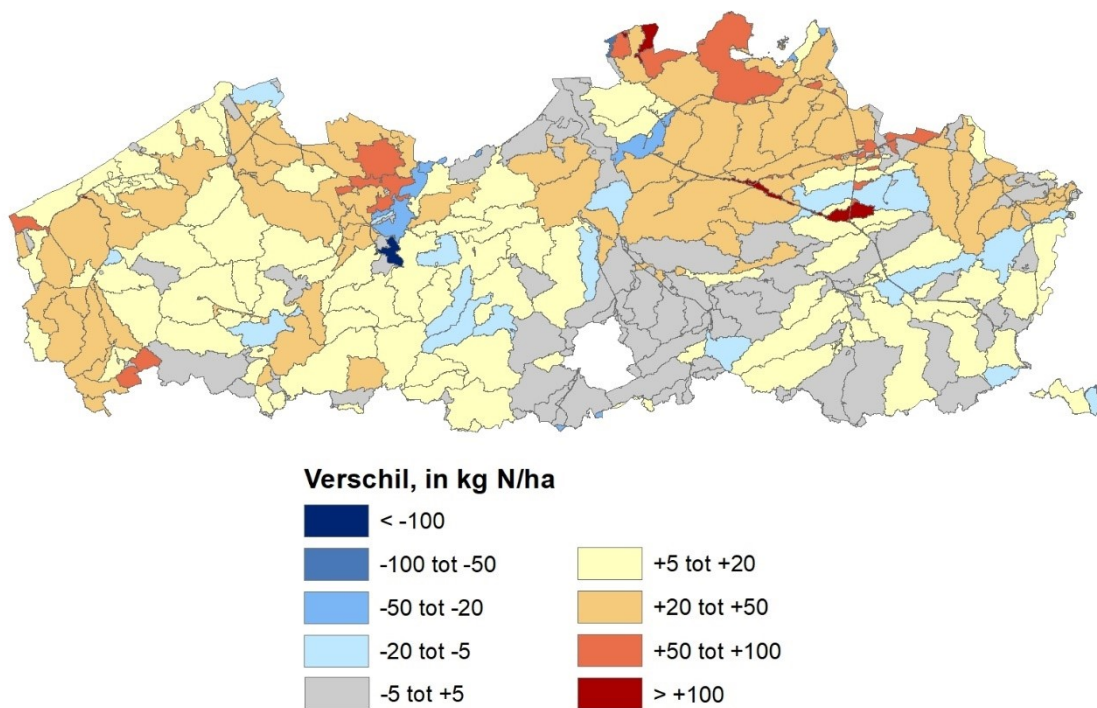 Verschil, in kg N/ha
< -100
-100 tot -50
-50 tot -20
-20 tot -5
-5 tot +5
+5 tot +20
+20 tot +50
+50 tot +100
> +100